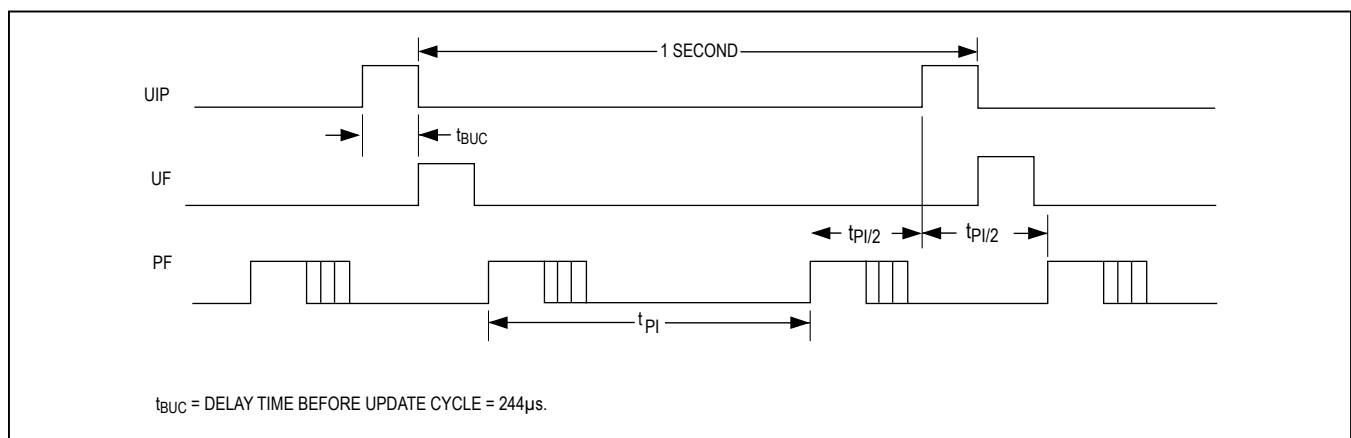 1 SECOND
UIP
tBUC
UF
tPI/2 tPI/2
PF
tPI
tBUC = DELAY TIME BEFORE UPDATE CYCLE = 244µs.